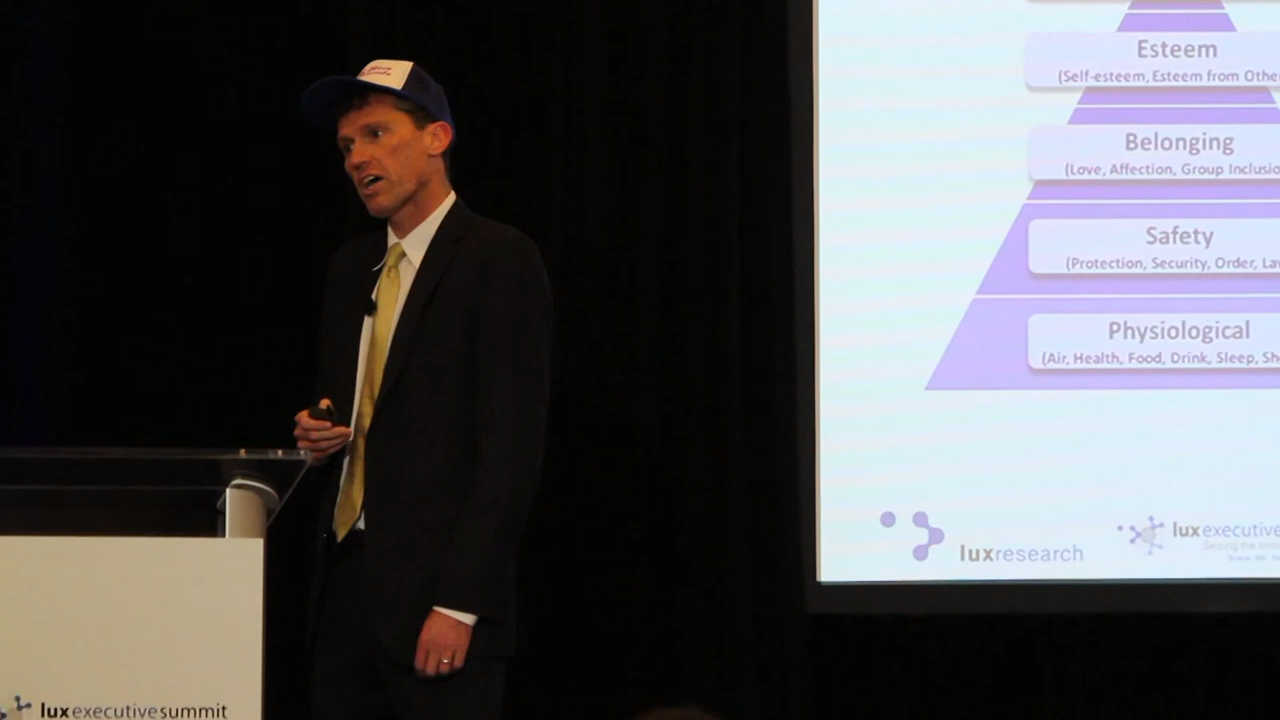 Esteem
(Self-esteem, Esteem from Othe
Belonging
(Love, Affection, Group Inclusio
Safety
(Protection, Security, Order, La
Physiological
(Air, Health, Food, Drink, Sleep, Sh
luxresearch
luxexecutive
luxexecutivesummit